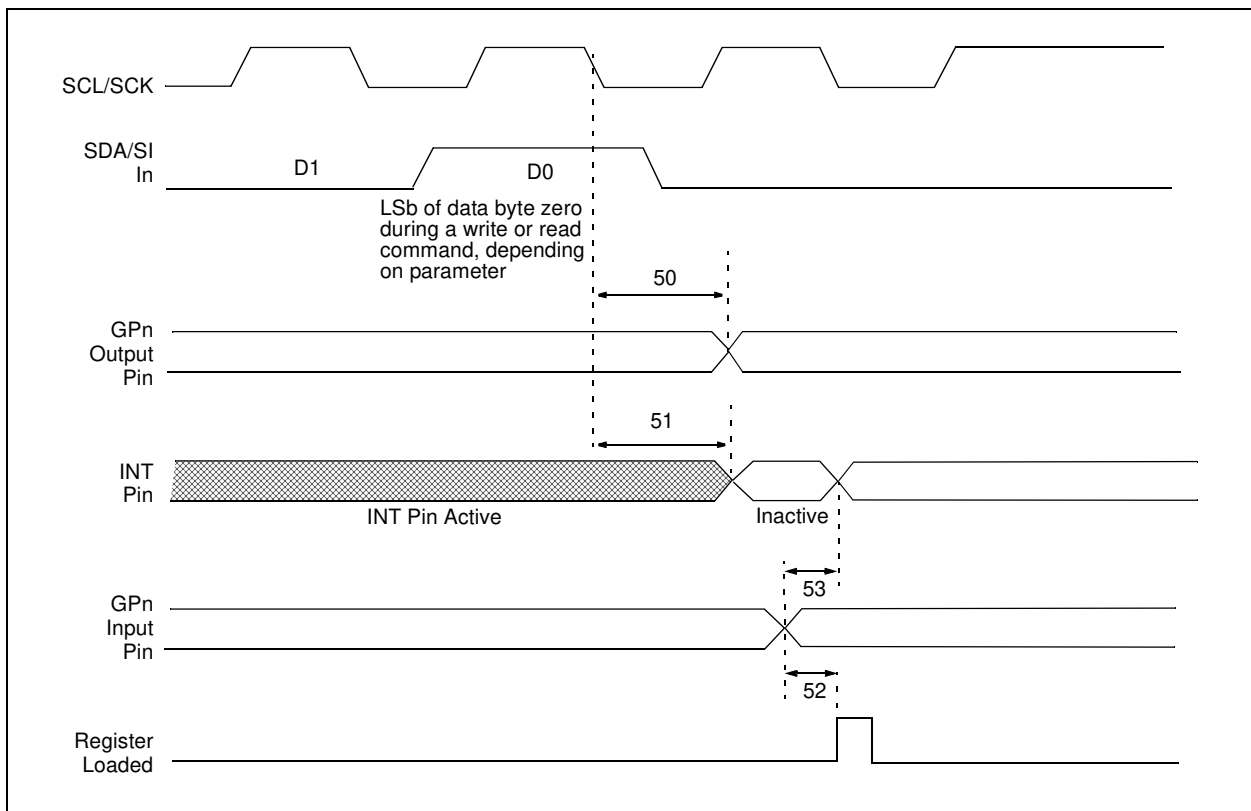 SCL/SCK
SDA/SI
In
D1
D0
LSb of data byte zero
during a write or read
command, depending
on parameter
50
GPn
Output
Pin
51
INT
Pin
INT Pin Active
Inactive
53
GPn
Input
Pin
52
Register
Loaded